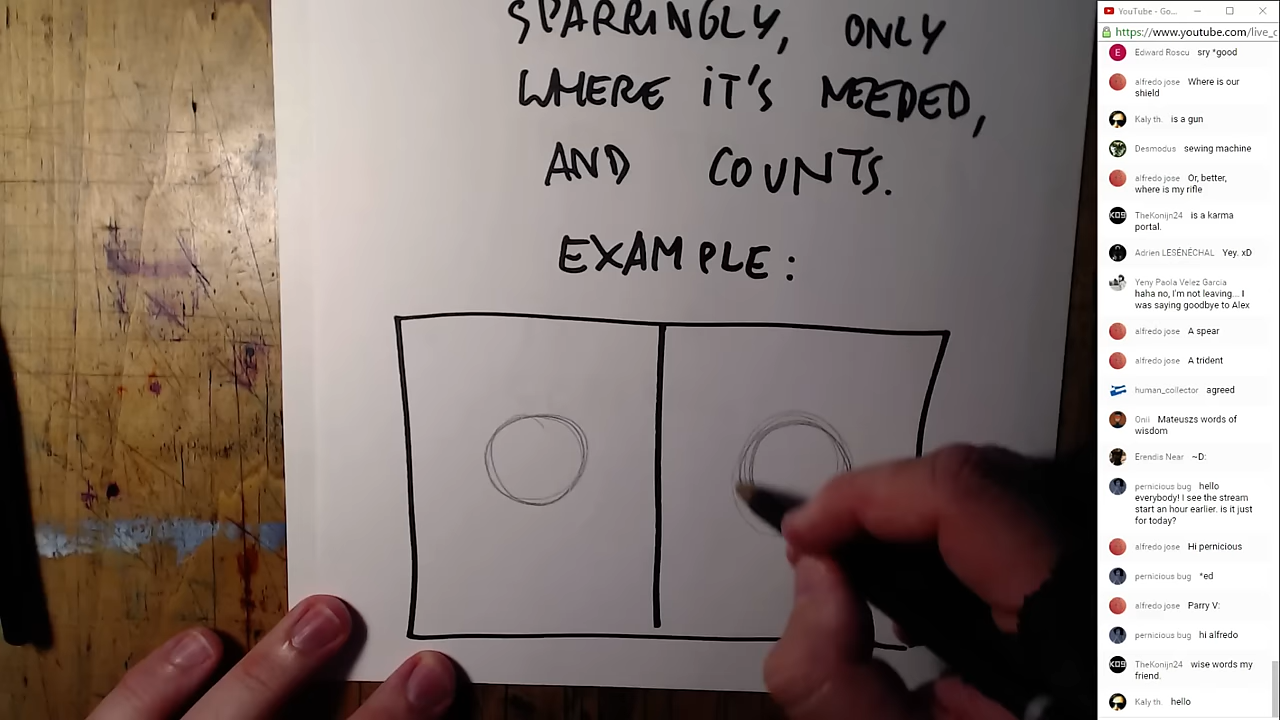 SPARRINGLY, ONLY
WHERE IT'S NEEDED,
AND COUNTS.
EXAMPLE:
YouTube - Go...
https://www.youtube.com/live_c
Edward Roscu sry *good
alfredo jose Where is our
shield
Kaly th. is a gun
Desmodus sewing machine
alfredo jose Or, better,
where is my rifle
TheKonijn24 is a karma
portal.
Adrien LESÉNÉCHAL Yey. xD
Yeny Paola Velez Garcia
haha no, I'm not leaving... I
was saying goodbye to Alex
alfredo jose A spear
alfredo jose A trident
human_collector agreed
Onii Mateuszs words of
wisdom
Erendis Near ~D:
pernicious bug hello
everybody! I see the stream
start an hour earlier. is it just
for today?
alfredo jose Hi pernicious
pernicious bug *ed
alfredo jose Parry V:
pernicious bug hi alfredo
TheKonijn24 wise words my
friend.
Kaly th. hello